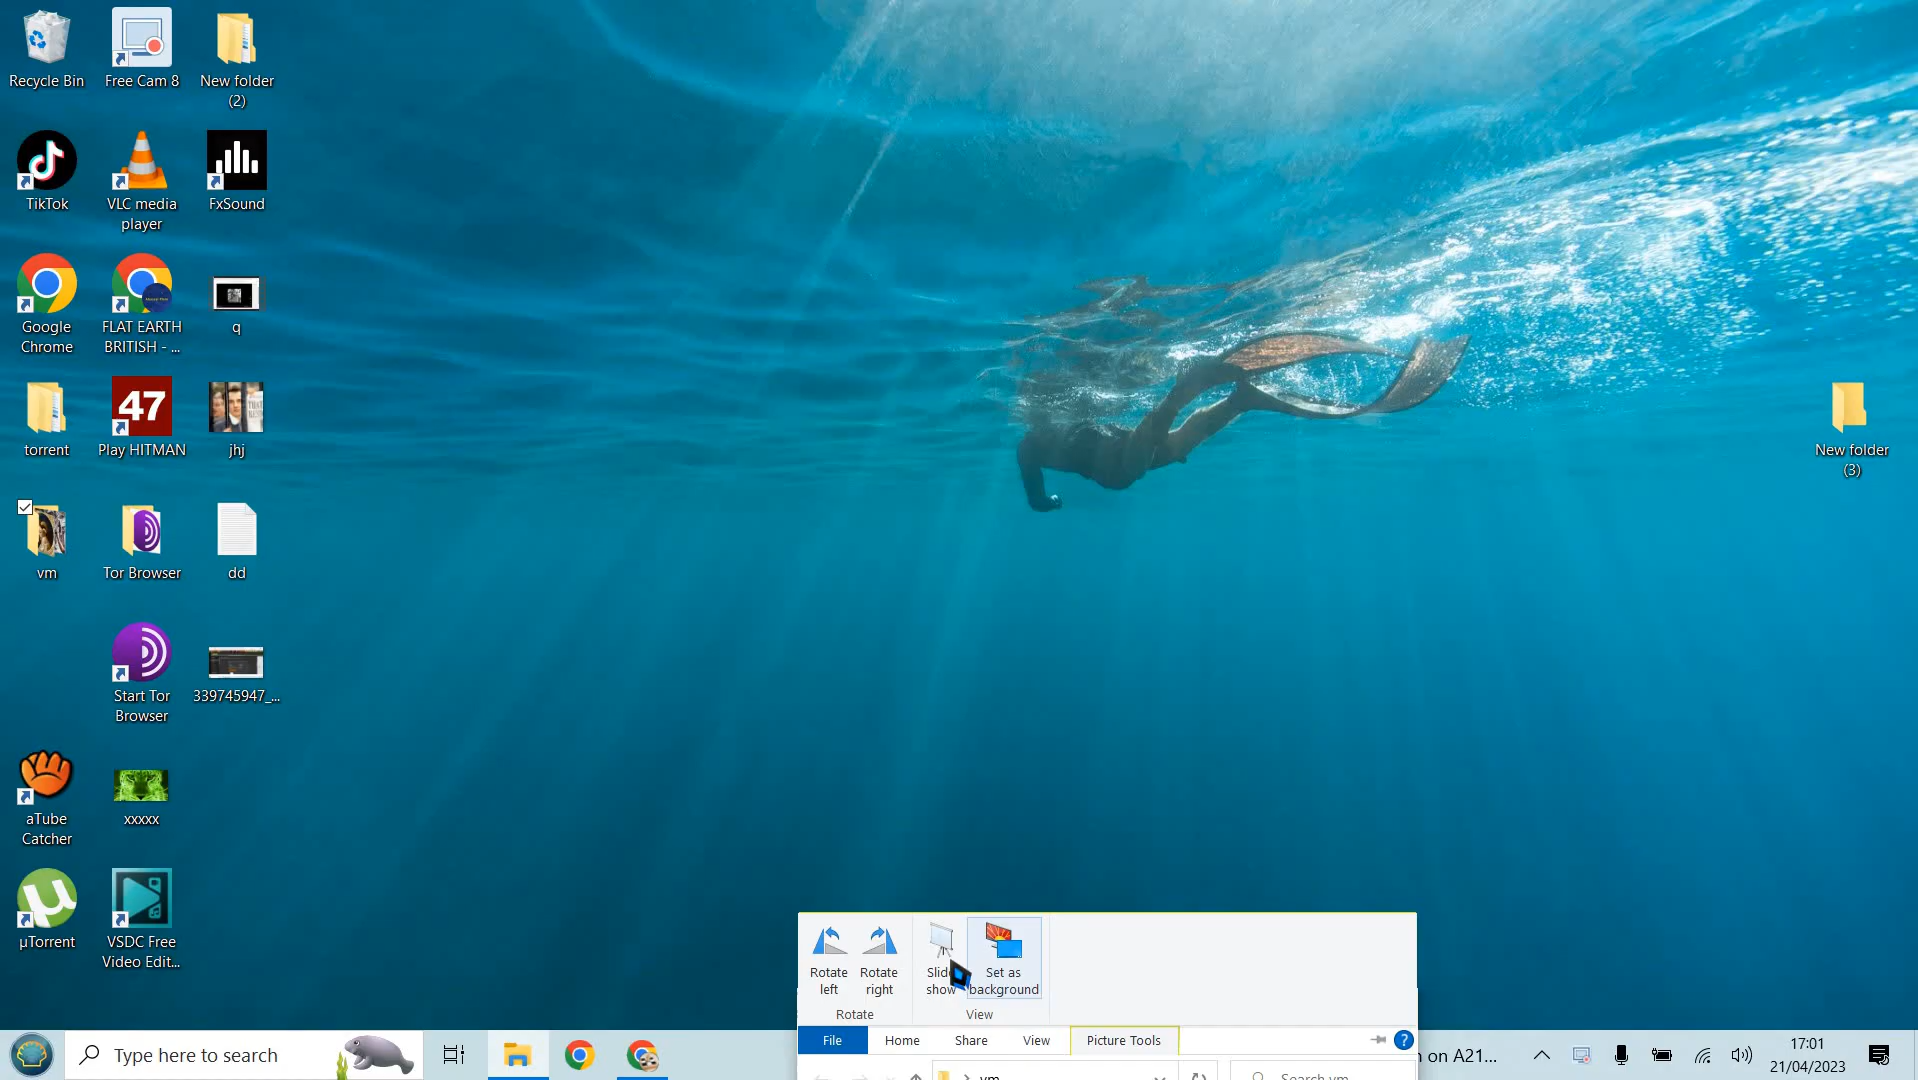 Recycle Bin
Free Cam 8
New folder
(2)
TikTok
VLC media
player
FxSound
Google
Chrome
FLAT EARTH
BRITISH - ...
q
torrent
47
Play HITMAN
jhj
New folder
(3)
vm
Tor Browser
dd
Start Tor
Browser
339745947_...
aTube
Catcher
xxxxx
µTorrent
VSDC Free
Video Edit...
Rotate
left
Rotate
right
Slide
show
Set as
background
Rotate
View
File
Home
Share
View
Picture Tools
?
vm
Search vm
Type here to search
on A21...
17:01
21/04/2023